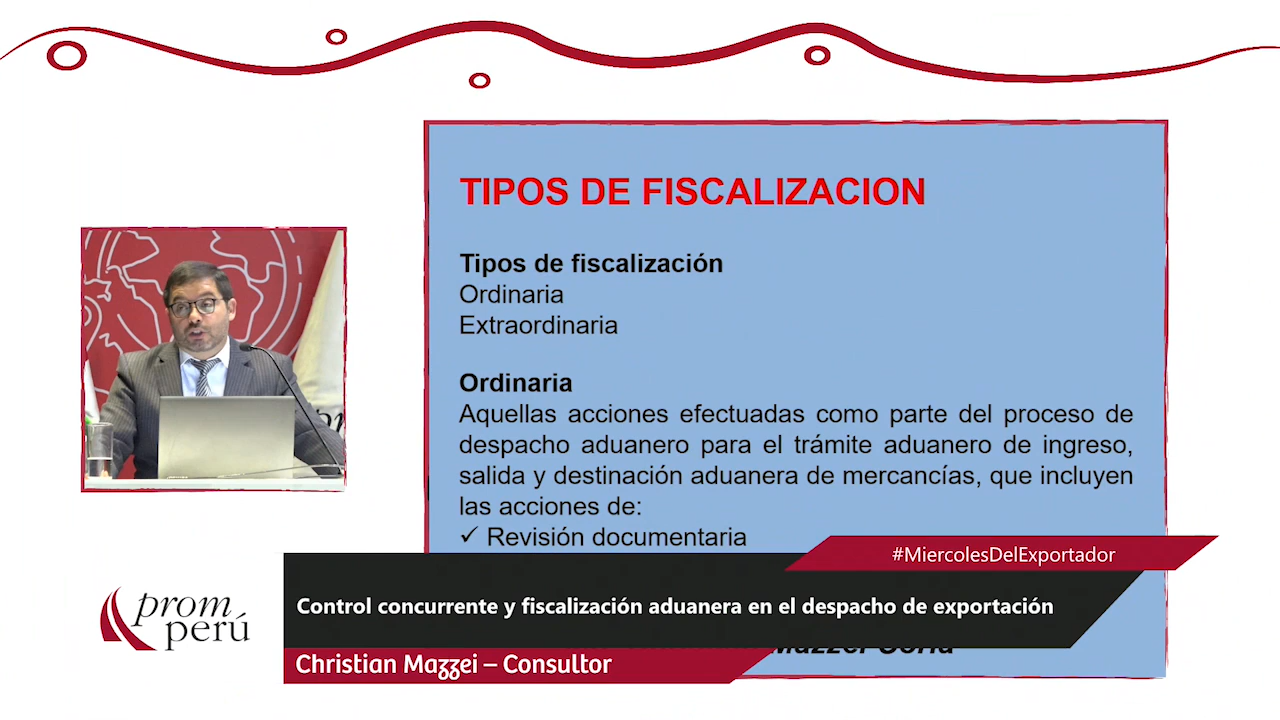 TIPOS DE FISCALIZACION
Tipos de fiscalización
Ordinaria
Extraordinaria
Ordinaria
Aquellas acciones efectuadas como parte del proceso de
despacho aduanero para el trámite aduanero de ingreso,
salida y destinación aduanera de mercancías, que incluyen
las acciones de:
✓ Revisión documentaria
#MiercolesDelExportador
prom
perú
Control concurrente y fiscalización aduanera en el despacho de exportación
Christian Mazzei – Consultor